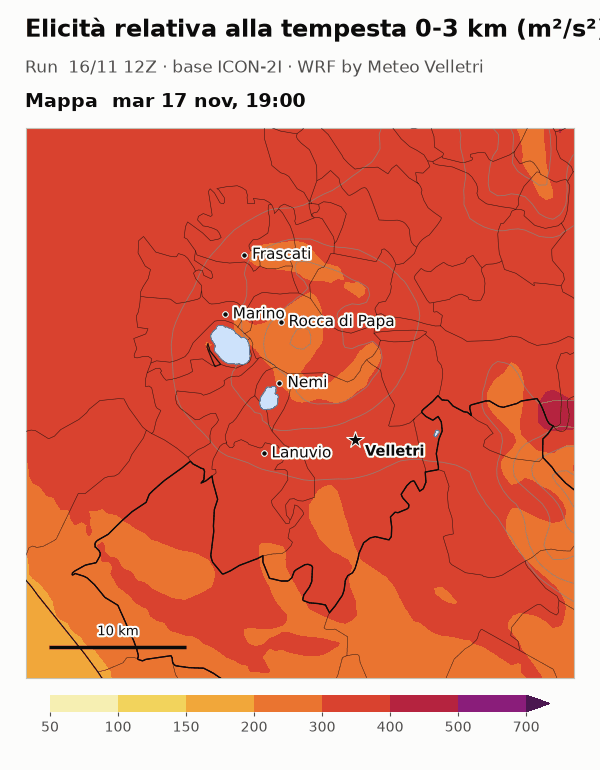 Elicità relativa alla tempesta 0-3 km (m²/s²)
Run  16/11 12Z · base ICON-2I · WRF by Meteo Velletri
Mappa  mar 17 nov, 19:00
Frascati
Marino
Rocca di Papa
Nemi
Velletri
Lanuvio
10 km
50 100 150 200 300 400 500 700